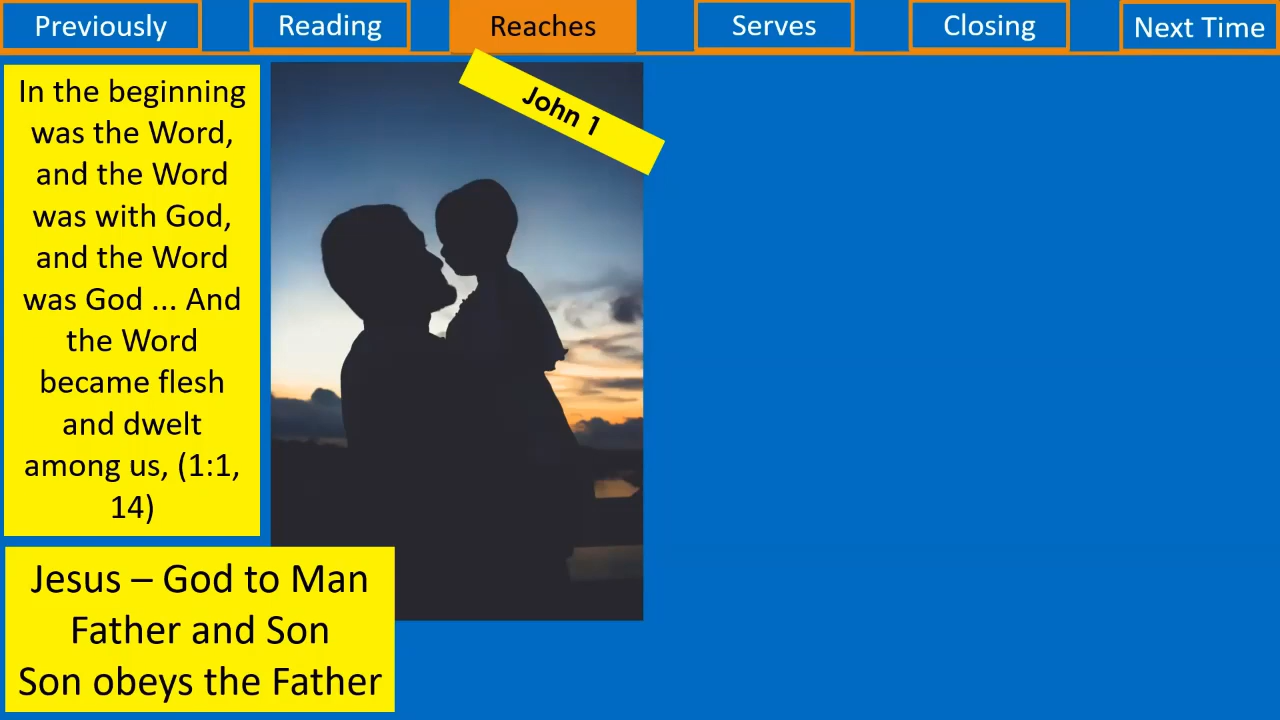 Previously
Reading
Reaches
Serves
Closing
Next Time
In the beginning
was the Word,
and the Word
was with God,
and the Word
was God ... And
the Word
became flesh
and dwelt
among us, (1:1,
14)
John 1
Jesus – God to Man
Father and Son
Son obeys the Father